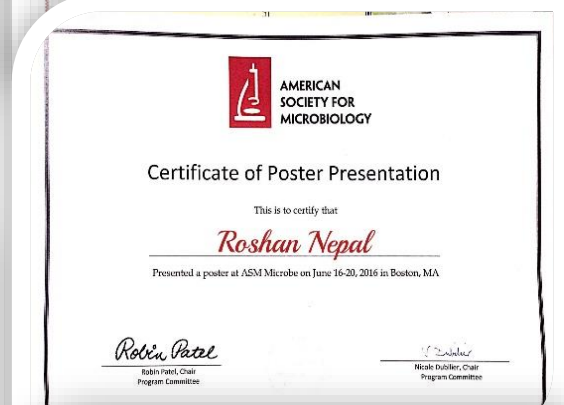 AMERICAN
SOCIETY FOR
MICROBIOLOGY
Certificate of Poster Presentation
This is to certify that
Roshan Nepal
Presented a poster at ASM Microbe on June 16-20, 2016 in Boston, MA
Robin Patel
Robin Patel, Chair
Program Committee
Nicole Dubilier, Chair
Program Committee